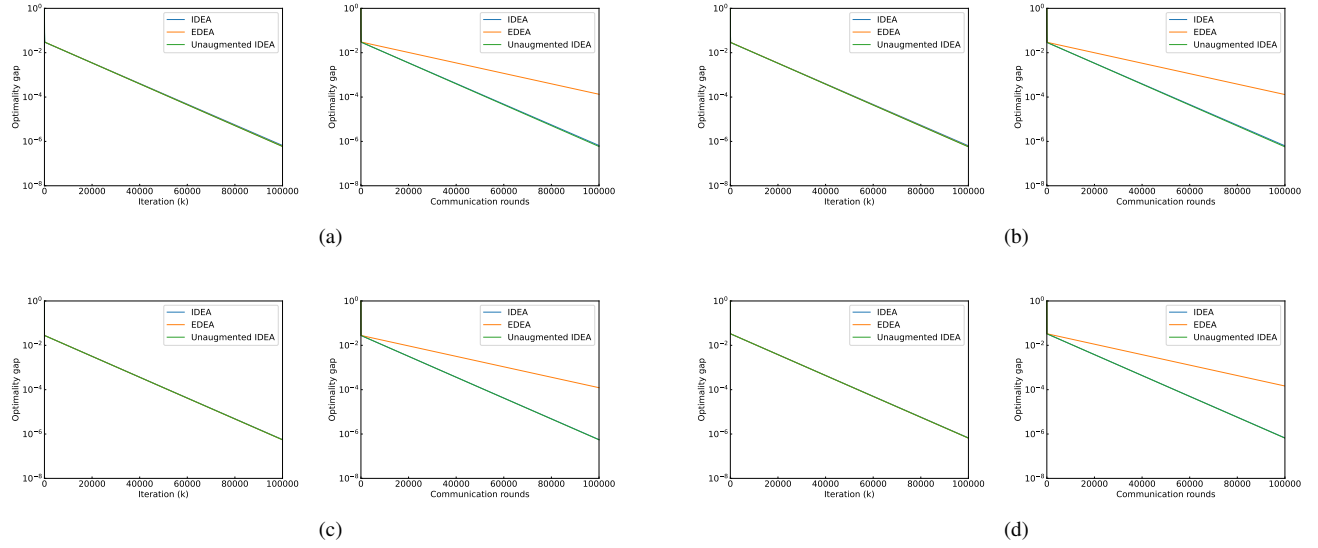 IDEA
EDEA
Unaugmented IDEA
Optimality gap
10^0
10^−2
10^−4
10^−6
10^−8
0 20000 40000 60000 80000 100000
Iteration (k)
IDEA
EDEA
Unaugmented IDEA
Optimality gap
10^0
10^−2
10^−4
10^−6
10^−8
0 20000 40000 60000 80000 100000
Communication rounds
(a)
IDEA
EDEA
Unaugmented IDEA
Optimality gap
10^0
10^−2
10^−4
10^−6
10^−8
0 20000 40000 60000 80000 100000
Iteration (k)
IDEA
EDEA
Unaugmented IDEA
Optimality gap
10^0
10^−2
10^−4
10^−6
10^−8
0 20000 40000 60000 80000 100000
Communication rounds
(b)
IDEA
EDEA
Unaugmented IDEA
Optimality gap
10^0
10^−2
10^−4
10^−6
10^−8
0 20000 40000 60000 80000 100000
Iteration (k)
IDEA
EDEA
Unaugmented IDEA
Optimality gap
10^0
10^−2
10^−4
10^−6
10^−8
0 20000 40000 60000 80000 100000
Communication rounds
(c)
IDEA
EDEA
Unaugmented IDEA
Optimality gap
10^0
10^−2
10^−4
10^−6
10^−8
0 20000 40000 60000 80000 100000
Iteration (k)
IDEA
EDEA
Unaugmented IDEA
Optimality gap
10^0
10^−2
10^−4
10^−6
10^−8
0 20000 40000 60000 80000 100000
Communication rounds
(d)